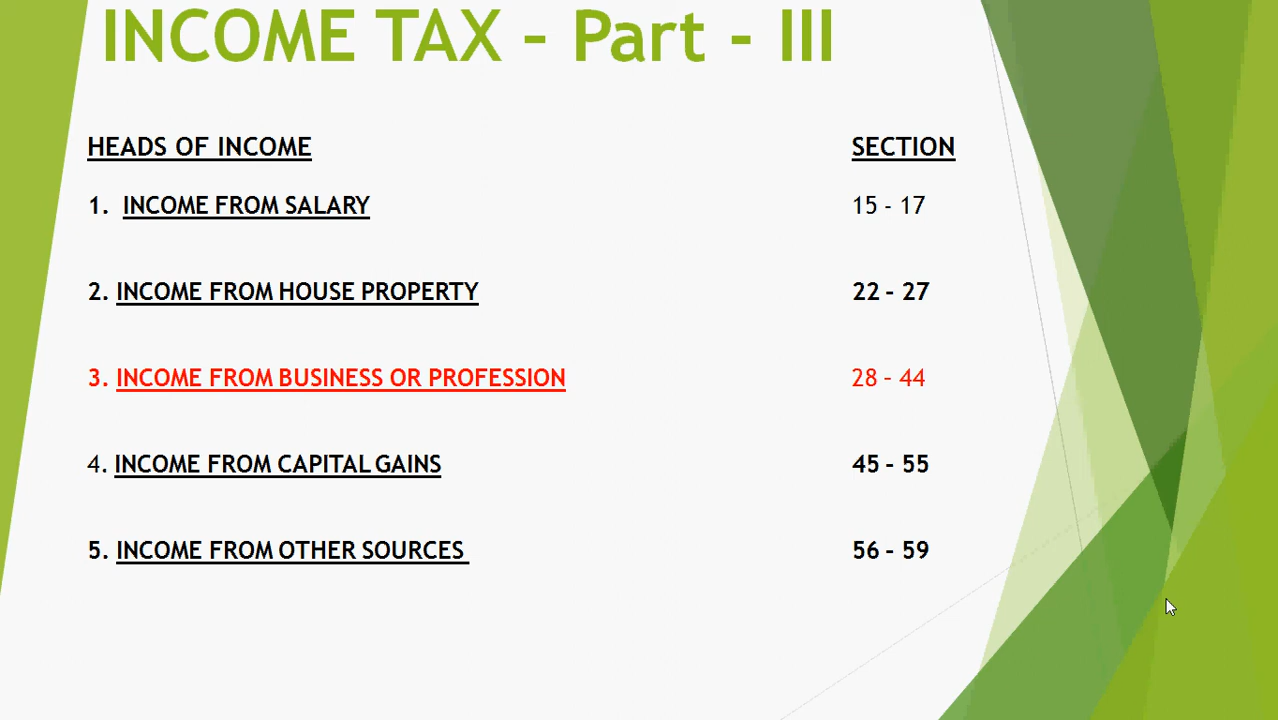 INCOME TAX - Part - III
HEADS OF INCOME SECTION
1. INCOME FROM SALARY 15 - 17
2. INCOME FROM HOUSE PROPERTY 22 - 27
3. INCOME FROM BUSINESS OR PROFESSION 28 - 44
4. INCOME FROM CAPITAL GAINS 45 - 55
5. INCOME FROM OTHER SOURCES 56 - 59